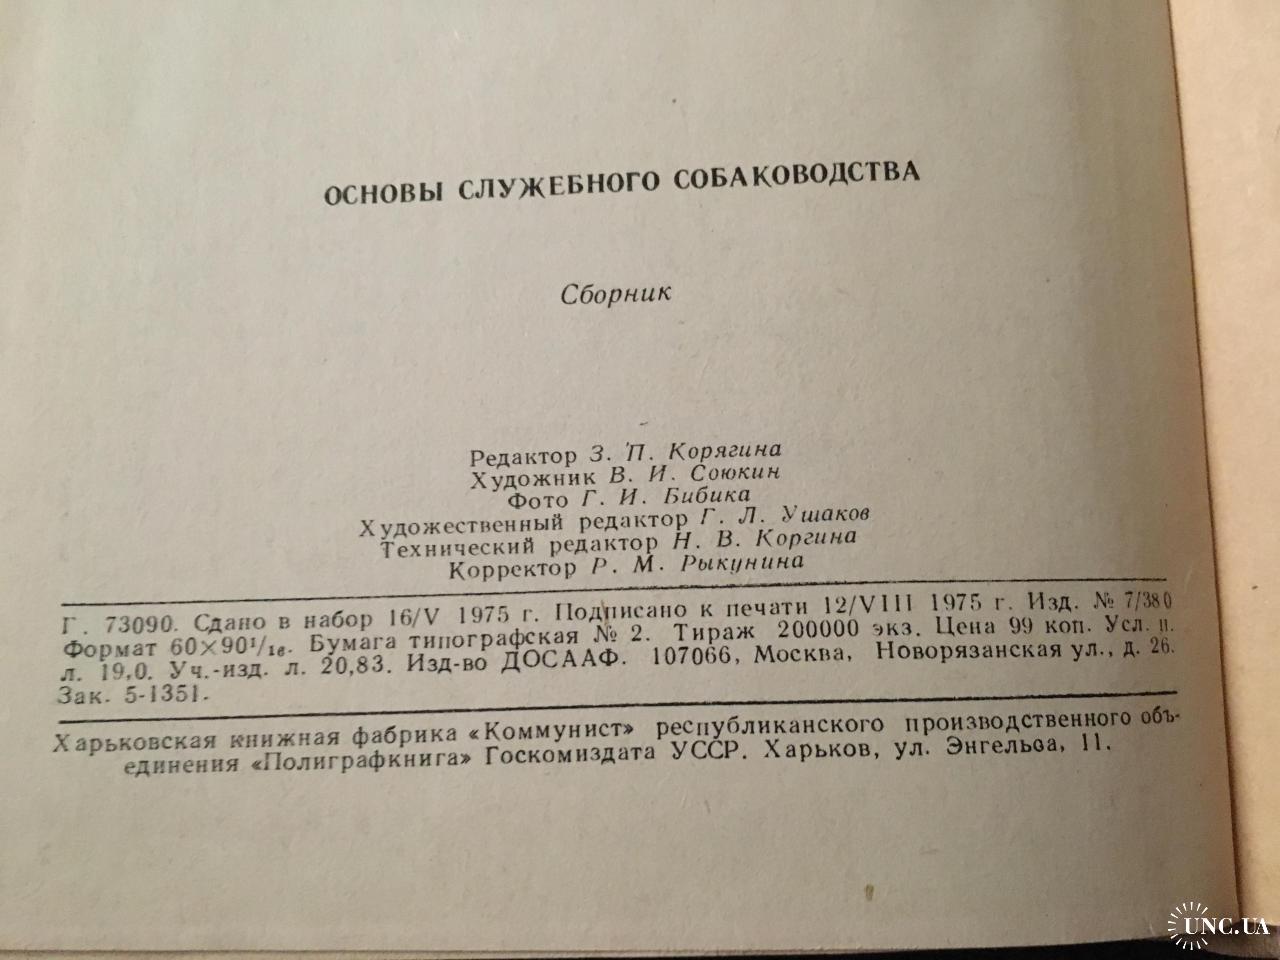 ОСНОВЫ СЛУЖЕБНОГО СОБАКОВОДСТВА
Сборник
Редактор З. П. Корягина
Художник В. И. Союкин
Фото Г. И. Бибика
Художественный редактор Г. Л. Ушаков
Технический редактор Н. В. Коргина
Корректор Р. М. Рыкунина
Г. 73090. Сдано в набор 16/V 1975 г. Подписано к печати 12/VIII 1975 г. Изд. № 7/380
Формат 60×90¹/₁₆. Бумага типографская № 2. Тираж 200000 экз. Цена 99 коп. Усл. п.
л. 19,0. Уч.-изд. л. 20,83. Изд-во ДОСААФ. 107066, Москва, Новорязанская ул., д. 26.
Зак. 5-1351.
Харьковская книжная фабрика «Коммунист» республиканского производственного объ-
единения «Полиграфкнига» Госкомиздата УССР. Харьков, ул. Энгельса, 11.
UNC.UA